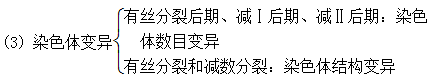 有丝分裂后期、减Ⅰ后期、减Ⅱ后期：染色
体数目变异
(3) 染色体变异
有丝分裂和减数分裂：染色体结构变异